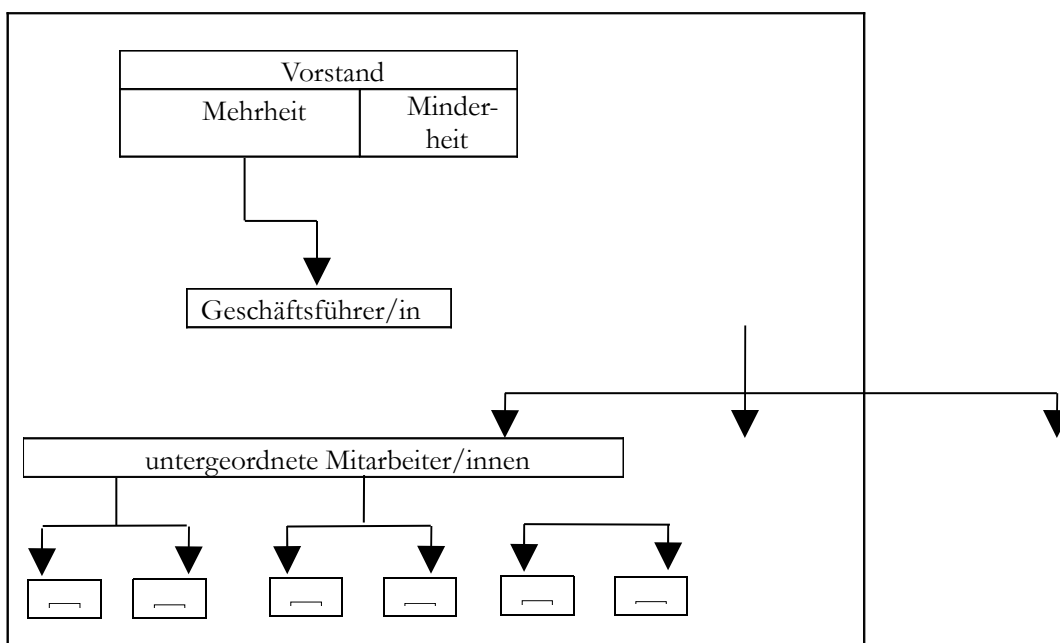 Vorstand
Mehrheit
Minder-
heit
Geschäftsführer/in
untergeordnete Mitarbeiter/innen